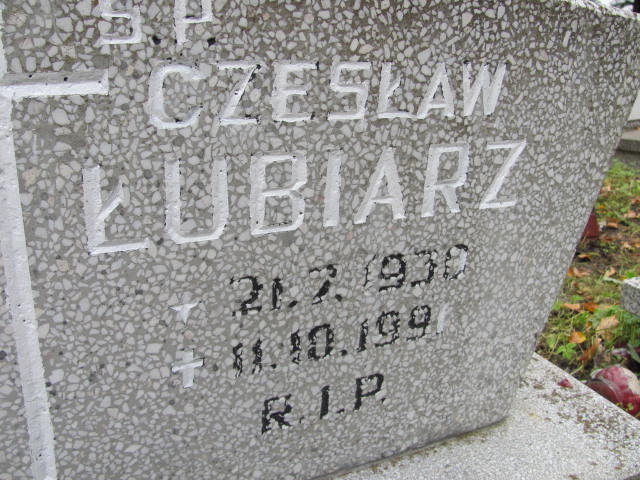 Ś P
CZESŁAW
ŁUBIARZ
21.7.1930
11.10.1991
R.I.P.